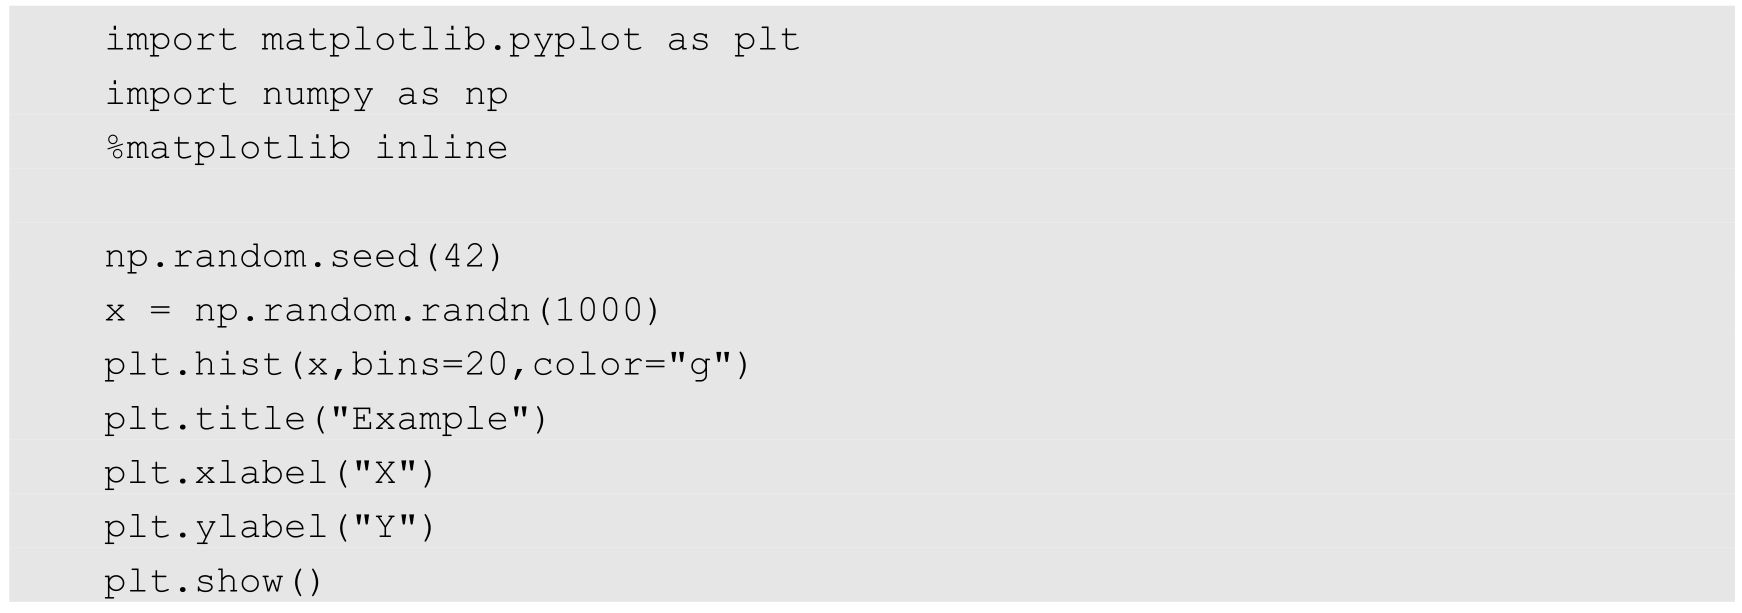 import matplotlib.pyplot as plt
import numpy as np
%matplotlib inline
np.random.seed(42)
x = np.random.randn(1000)
plt.hist(x,bins=20,color="g")
plt.title("Example")
plt.xlabel("X")
plt.ylabel("Y")
plt.show()